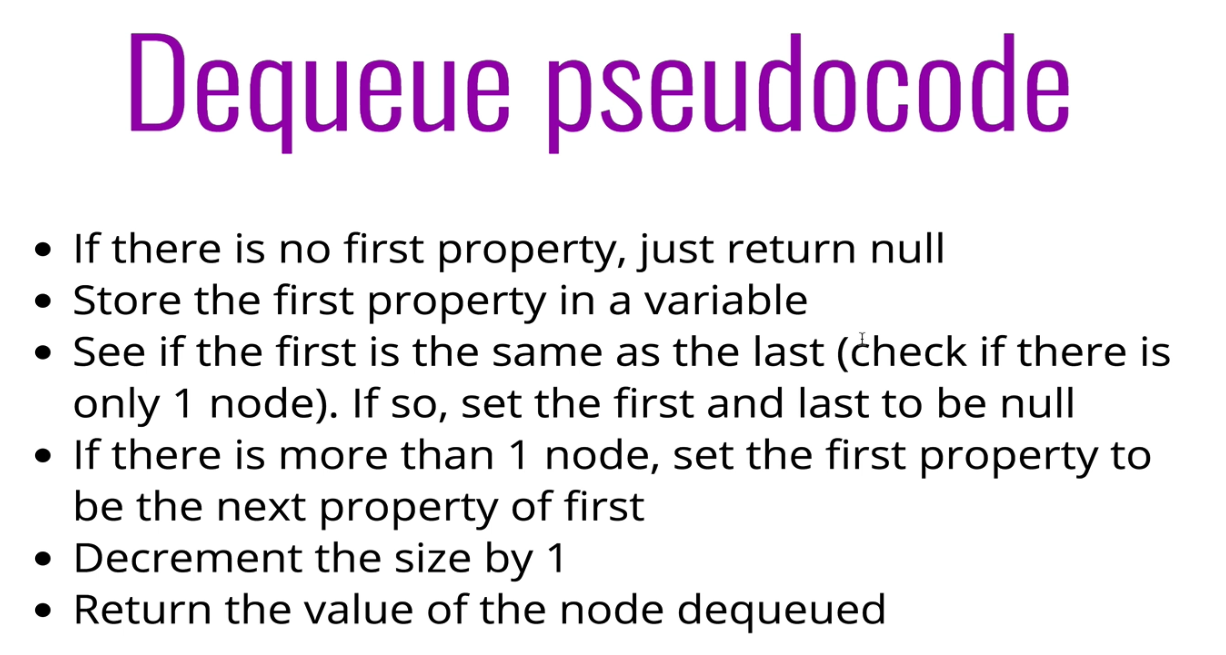 Dequeue pseudocode
• If there is no first property, just return null
• Store the first property in a variable
• See if the first is the same as the last (check if there is
only 1 node). If so, set the first and last to be null
• If there is more than 1 node, set the first property to
be the next property of first
• Decrement the size by 1
• Return the value of the node dequeued